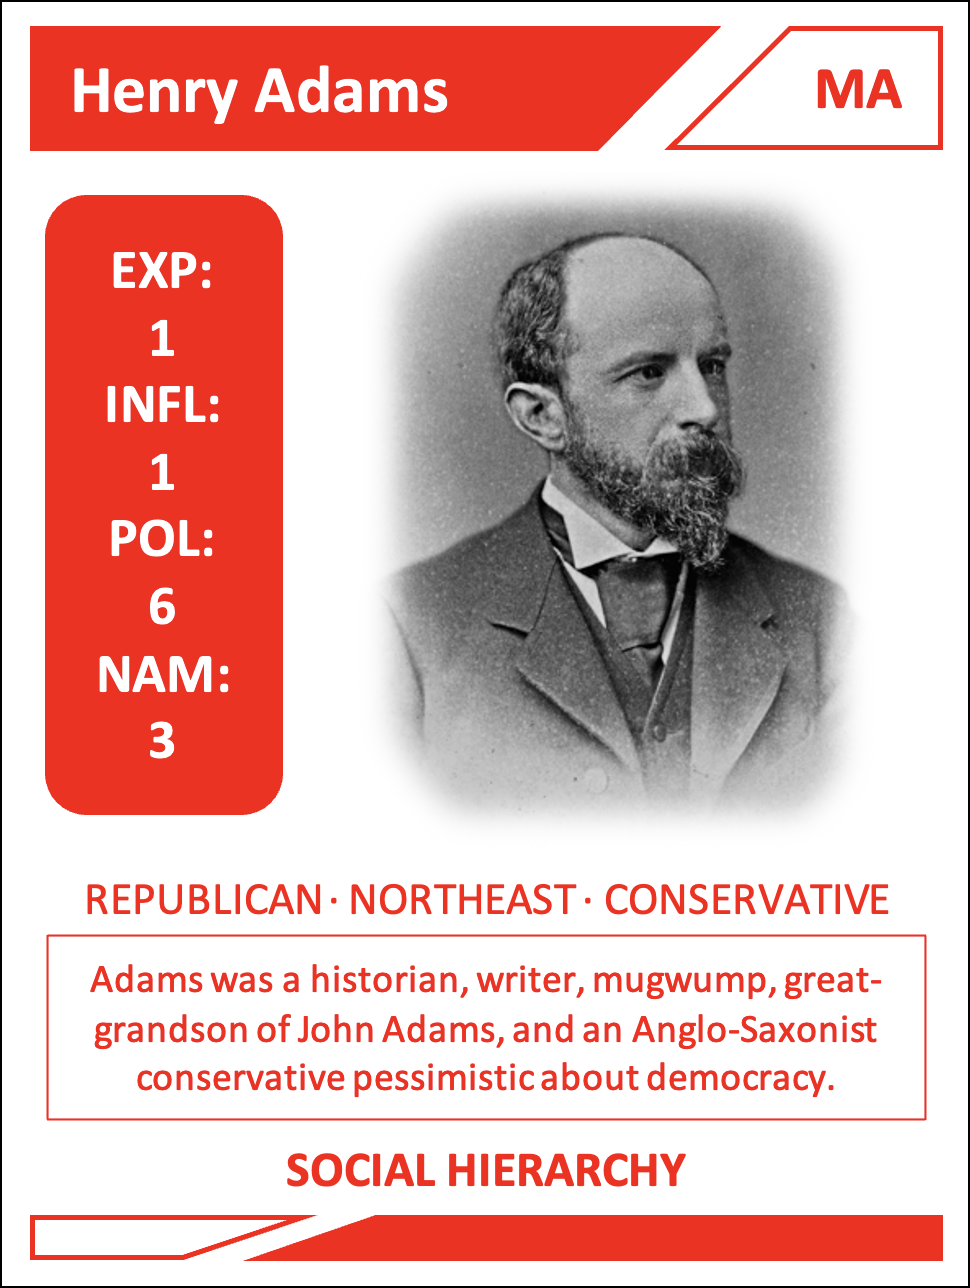 Henry Adams
MA
EXP:
1
INFL:
1
POL:
6
NAM:
3
REPUBLICAN · NORTHEAST · CONSERVATIVE
Adams was a historian, writer, mugwump, great-
grandson of John Adams, and an Anglo-Saxonist
conservative pessimistic about democracy.
SOCIAL HIERARCHY